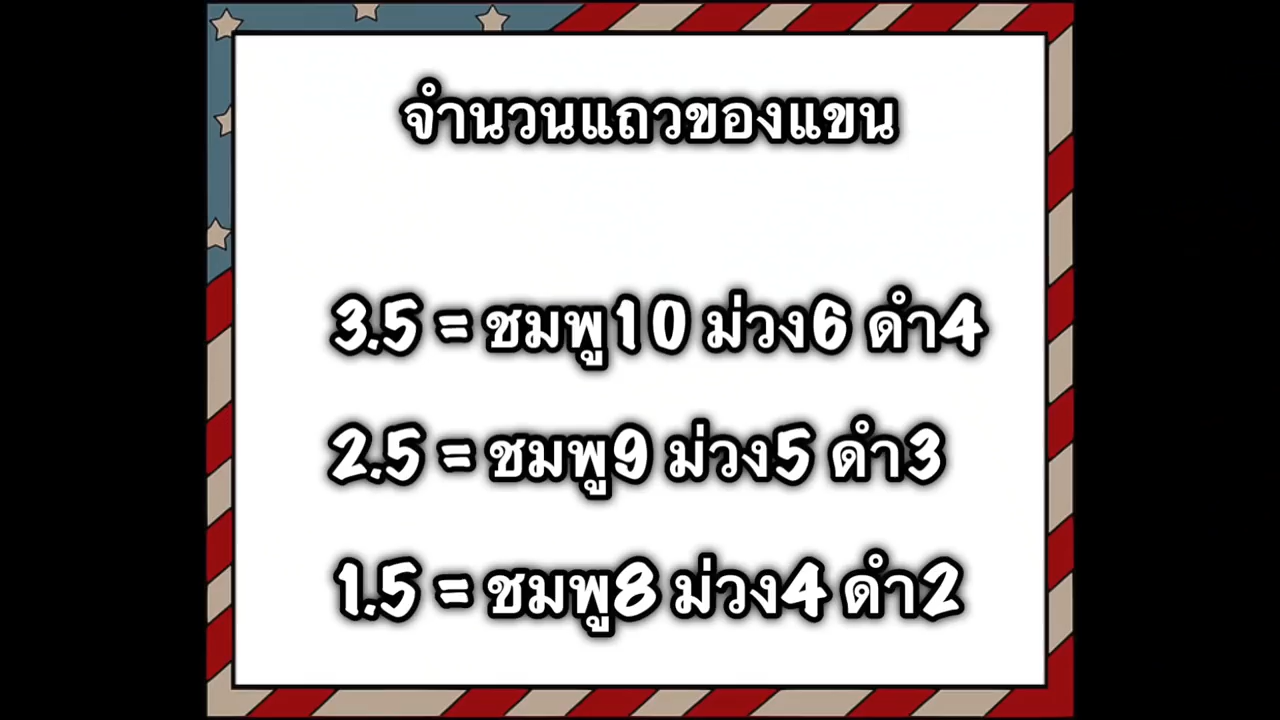 จำนวนแถวของแขน
3.5 = ชมพู10 ม่วง6 ดำ4
2.5 = ชมพู9 ม่วง5 ดำ3
1.5 = ชมพู8 ม่วง4 ดำ2